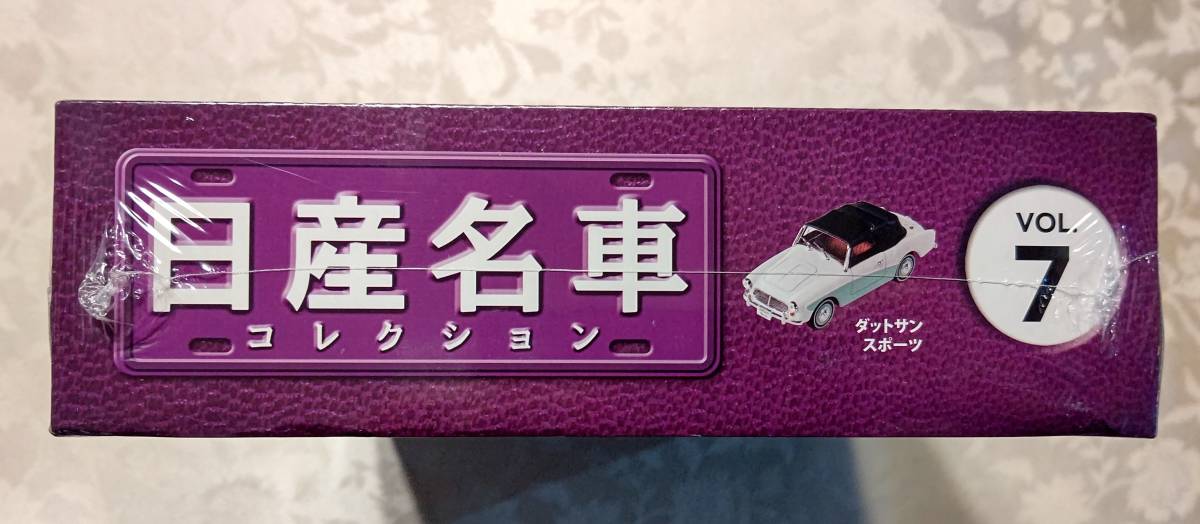 日産名車
コレクション
ダットサン
スポーツ
VOL.
7